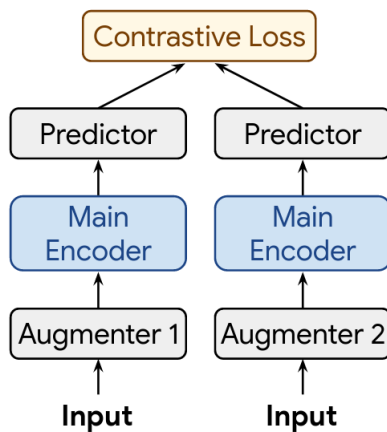 Contrastive Loss
Predictor
Predictor
Main
Encoder
Main
Encoder
Augmenter 1
Augmenter 2
Input
Input